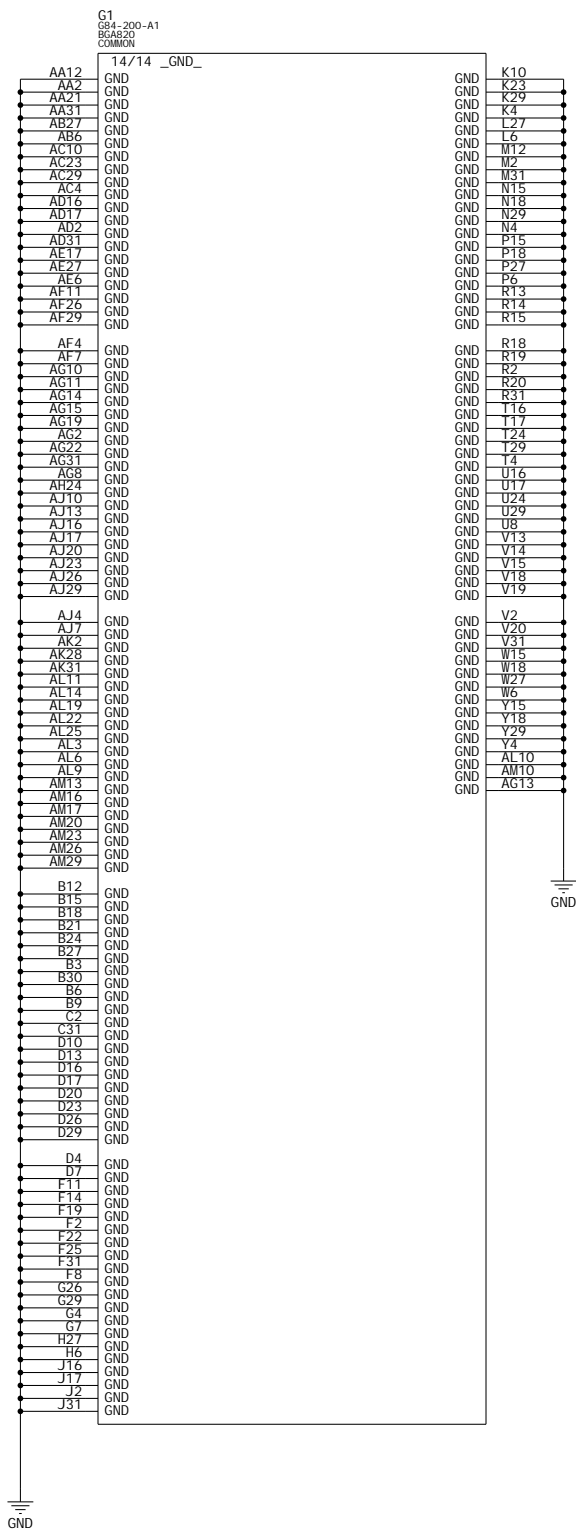 G1
G84-200-A1
BGA820
COMMON
14/14 _GND_
AA12 GND GND K10
AA2 GND GND K23
AA21 GND GND K29
AA31 GND GND K4
AB27 GND GND L27
AB6 GND GND L6
AC10 GND GND M12
AC23 GND GND M2
AC29 GND GND M31
AC4 GND GND N15
AD16 GND GND N18
AD17 GND GND N29
AD2 GND GND N4
AD31 GND GND P15
AE17 GND GND P18
AE27 GND GND P27
AE6 GND GND P6
AF11 GND GND R13
AF26 GND GND R14
AF29 GND GND R15
AF4 GND GND R18
AF7 GND GND R19
AG10 GND GND R2
AG11 GND GND R20
AG14 GND GND R31
AG15 GND GND T16
AG19 GND GND T17
AG2 GND GND T24
AG22 GND GND T29
AG31 GND GND T4
AG8 GND GND U16
AH24 GND GND U17
AJ10 GND GND U24
AJ13 GND GND U29
AJ16 GND GND U8
AJ17 GND GND V13
AJ20 GND GND V14
AJ23 GND GND V15
AJ26 GND GND V18
AJ29 GND GND V19
AJ4 GND GND V2
AJ7 GND GND V20
AK2 GND GND V31
AK28 GND GND W15
AK31 GND GND W18
AL11 GND GND W27
AL14 GND GND W6
AL19 GND GND Y15
AL22 GND GND Y18
AL25 GND GND Y29
AL3 GND GND Y4
AL6 GND GND AL10
AL9 GND GND AM10
AM13 GND GND AG13
AM16 GND
AM17 GND
AM20 GND
AM23 GND
AM26 GND
AM29 GND
B12 GND
B15 GND
GND
B18 GND
B21 GND
B24 GND
B27 GND
B3 GND
B30 GND
B6 GND
B9 GND
C2 GND
C31 GND
D10 GND
D13 GND
D16 GND
D17 GND
D20 GND
D23 GND
D26 GND
D29 GND
D4 GND
D7 GND
F11 GND
F14 GND
F19 GND
F2 GND
F22 GND
F25 GND
F31 GND
F8 GND
G26 GND
G29 GND
G4 GND
G7 GND
H27 GND
H6 GND
J16 GND
J17 GND
J2 GND
J31 GND
GND